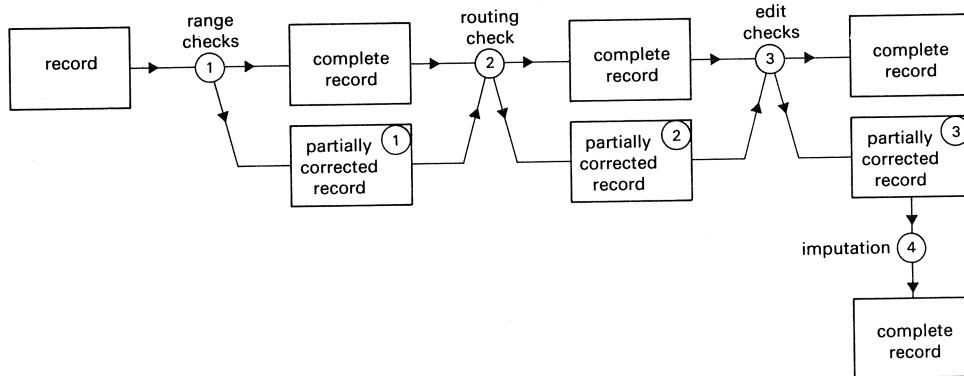 range
checks
routing
check
edit
checks
record
1
complete
record
2
complete
record
3
complete
record
partially
corrected
record
1
partially
corrected
record
2
partially
corrected
record
3
imputation
4
complete
record